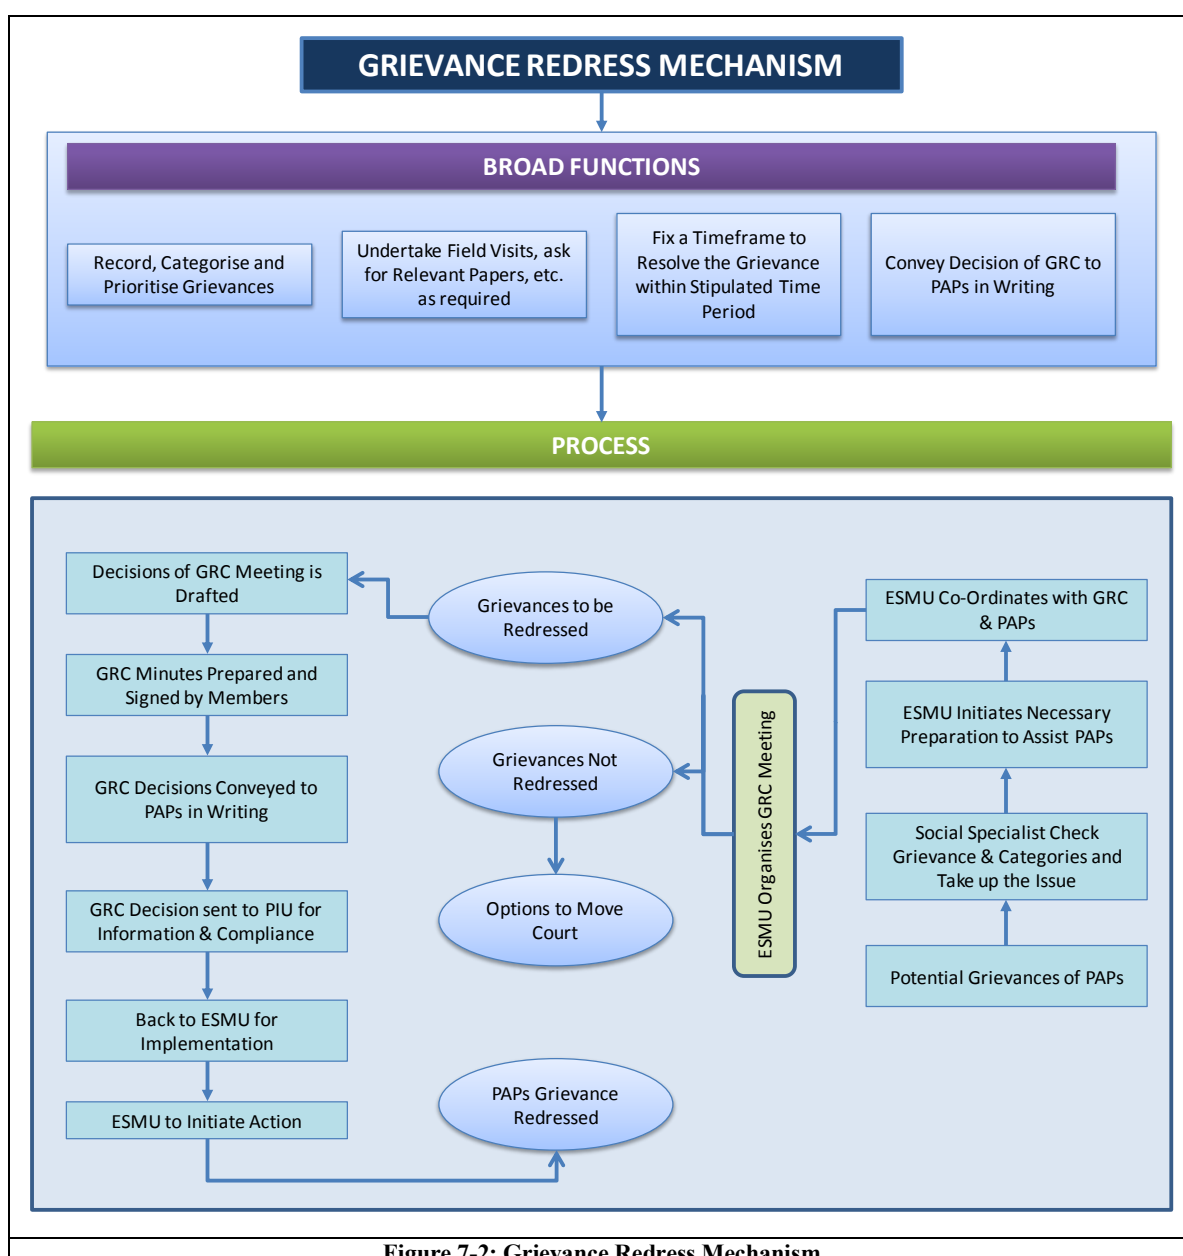 GRIEVANCE REDRESS MECHANISM
BROAD FUNCTIONS
Record, Categorise and
Prioritise Grievances
Undertake Field Visits, ask
for Relevant Papers, etc.
as required
Fix a Timeframe to
Resolve the Grievance
within Stipulated Time
Period
Convey Decision of GRC to
PAPs in Writing
PROCESS
Decisions of GRC Meeting is
Drafted
GRC Minutes Prepared and
Signed by Members
GRC Decisions Conveyed to
PAPs in Writing
GRC Decision sent to PIU for
Information & Compliance
Back to ESMU for
Implementation
ESMU to Initiate Action
Grievances to be
Redressed
Grievances Not
Redressed
Options to Move
Court
PAPs Grievance
Redressed
ESMU Organises GRC Meeting
ESMU Co-Ordinates with GRC
& PAPs
ESMU Initiates Necessary
Preparation to Assist PAPs
Social Specialist Check
Grievance & Categories and
Take up the Issue
Potential Grievances of PAPs
Figure 7-2: Grievance Redress Mechanism